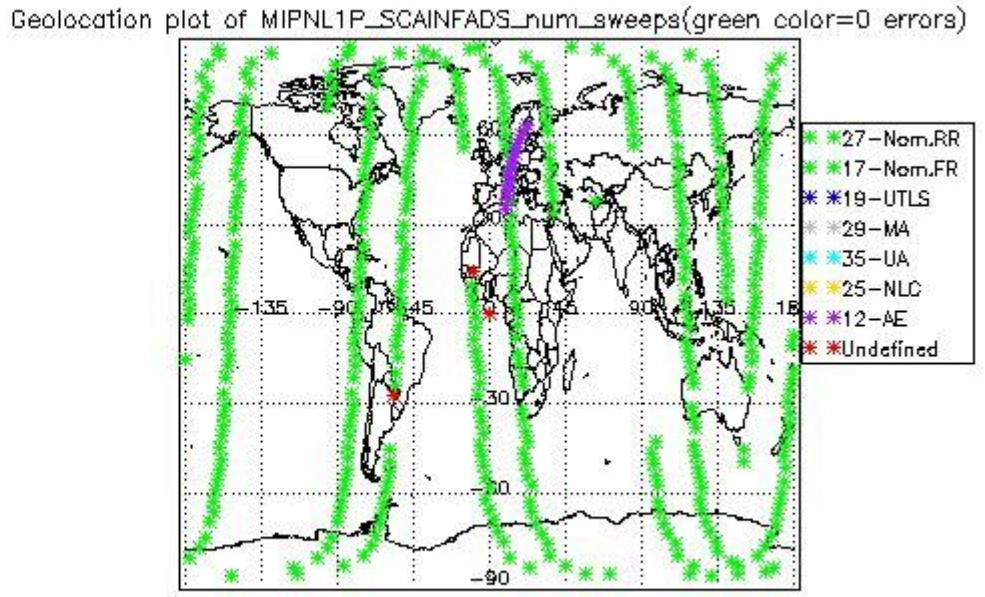 Geolocation plot of MIPNL1P_SCAINFADS_num_sweeps(green color=0 errors)
27-Nom.RR
17-Nom.FR
19-UTLS
29-MA
35-UA
25-NLC
12-AE
Undefined
60
-135 -90 -45 45 90 135
-30
-60
-90